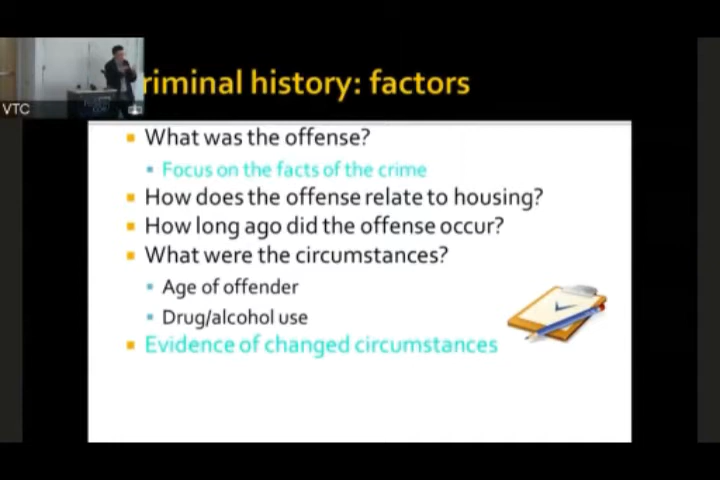 riminal history: factors
VTC
What was the offense?
Focus on the facts of the crime
How does the offense relate to housing?
How long ago did the offense occur?
What were the circumstances?
Age of offender
Drug/alcohol use
Evidence of changed circumstances